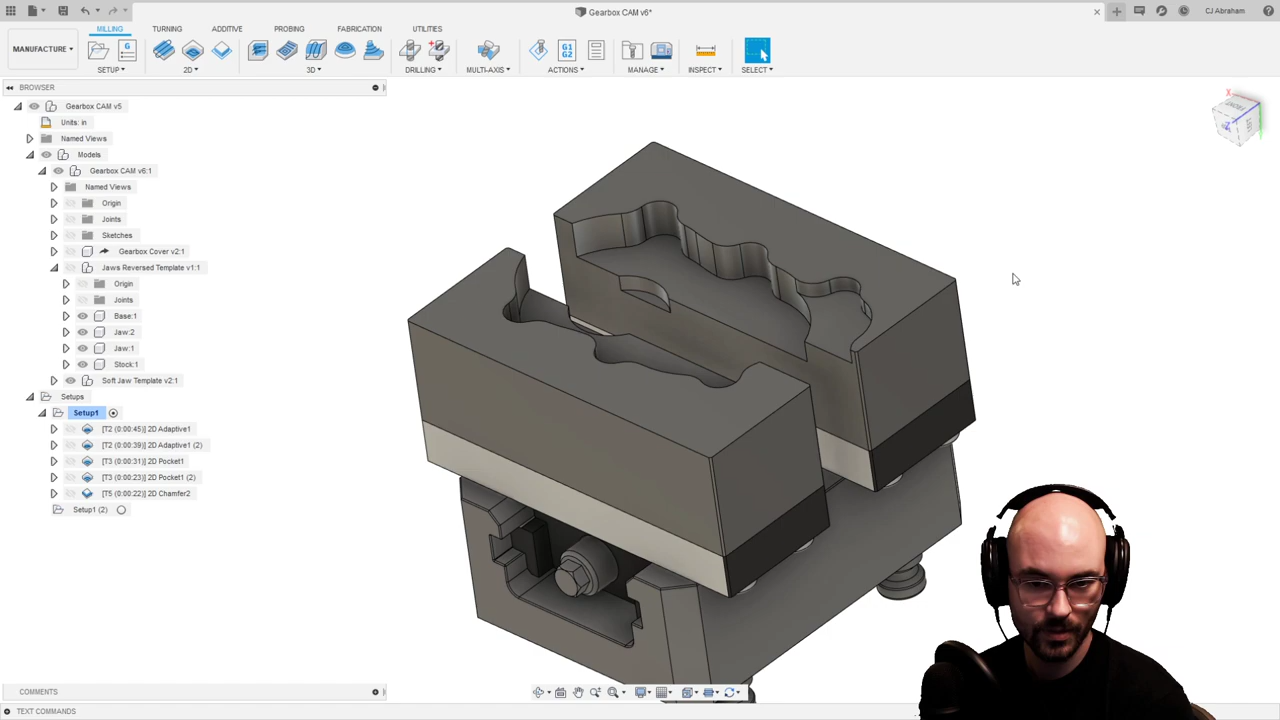 Gearbox CAM v6*
CJ Abraham
MANUFACTURE
MILLING
TURNING
ADDITIVE
PROBING
FABRICATION
UTILITIES
G
G1
G2
SETUP
2D
3D
DRILLING
MULTI-AXIS
ACTIONS
MANAGE
INSPECT
SELECT
BROWSER
Gearbox CAM v5
Units: in
Named Views
Models
Gearbox CAM v6:1
Named Views
Origin
Joints
Sketches
Gearbox Cover v2:1
Jaws Reversed Template v1:1
Origin
Joints
Base:1
Jaw:2
Jaw:1
Stock:1
Soft Jaw Template v2:1
Setups
Setup1
[T2 (0:00:45)] 2D Adaptive1
[T2 (0:00:39)] 2D Adaptive1 (2)
[T3 (0:00:31)] 2D Pocket1
[T3 (0:00:23)] 2D Pocket1 (2)
[T5 (0:00:22)] 2D Chamfer2
Setup1 (2)
X
COMMENTS
TEXT COMMANDS